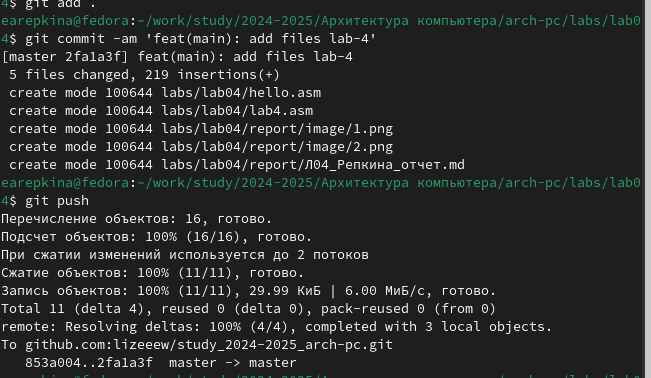 4$ git add .
earepkina@fedora:~/work/study/2024-2025/Архитектура компьютера/arch-pc/labs/lab0
4$ git commit -am 'feat(main): add files lab-4'
[master 2fa1a3f] feat(main): add files lab-4
 5 files changed, 219 insertions(+)
 create mode 100644 labs/lab04/hello.asm
 create mode 100644 labs/lab04/lab4.asm
 create mode 100644 labs/lab04/report/image/1.png
 create mode 100644 labs/lab04/report/image/2.png
 create mode 100644 labs/lab04/report/Л04_Репкина_отчет.md
earepkina@fedora:~/work/study/2024-2025/Архитектура компьютера/arch-pc/labs/lab0
4$ git push
Перечисление объектов: 16, готово.
Подсчет объектов: 100% (16/16), готово.
При сжатии изменений используется до 2 потоков
Сжатие объектов: 100% (11/11), готово.
Запись объектов: 100% (11/11), 29.99 КиБ | 6.00 МиБ/с, готово.
Total 11 (delta 4), reused 0 (delta 0), pack-reused 0 (from 0)
remote: Resolving deltas: 100% (4/4), completed with 3 local objects.
To github.com:lizeeew/study_2024-2025_arch-pc.git
   853a004..2fa1a3f  master -> master